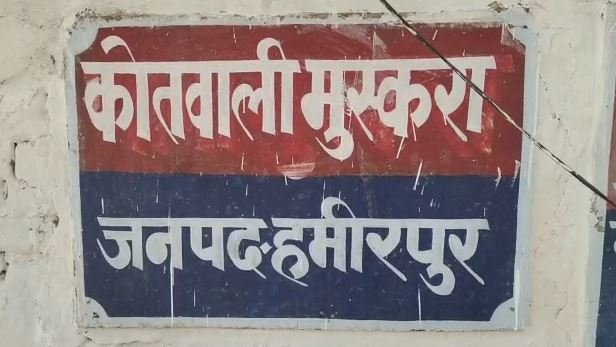 कोतवाली मुस्करा
जनपद-हमीरपुर